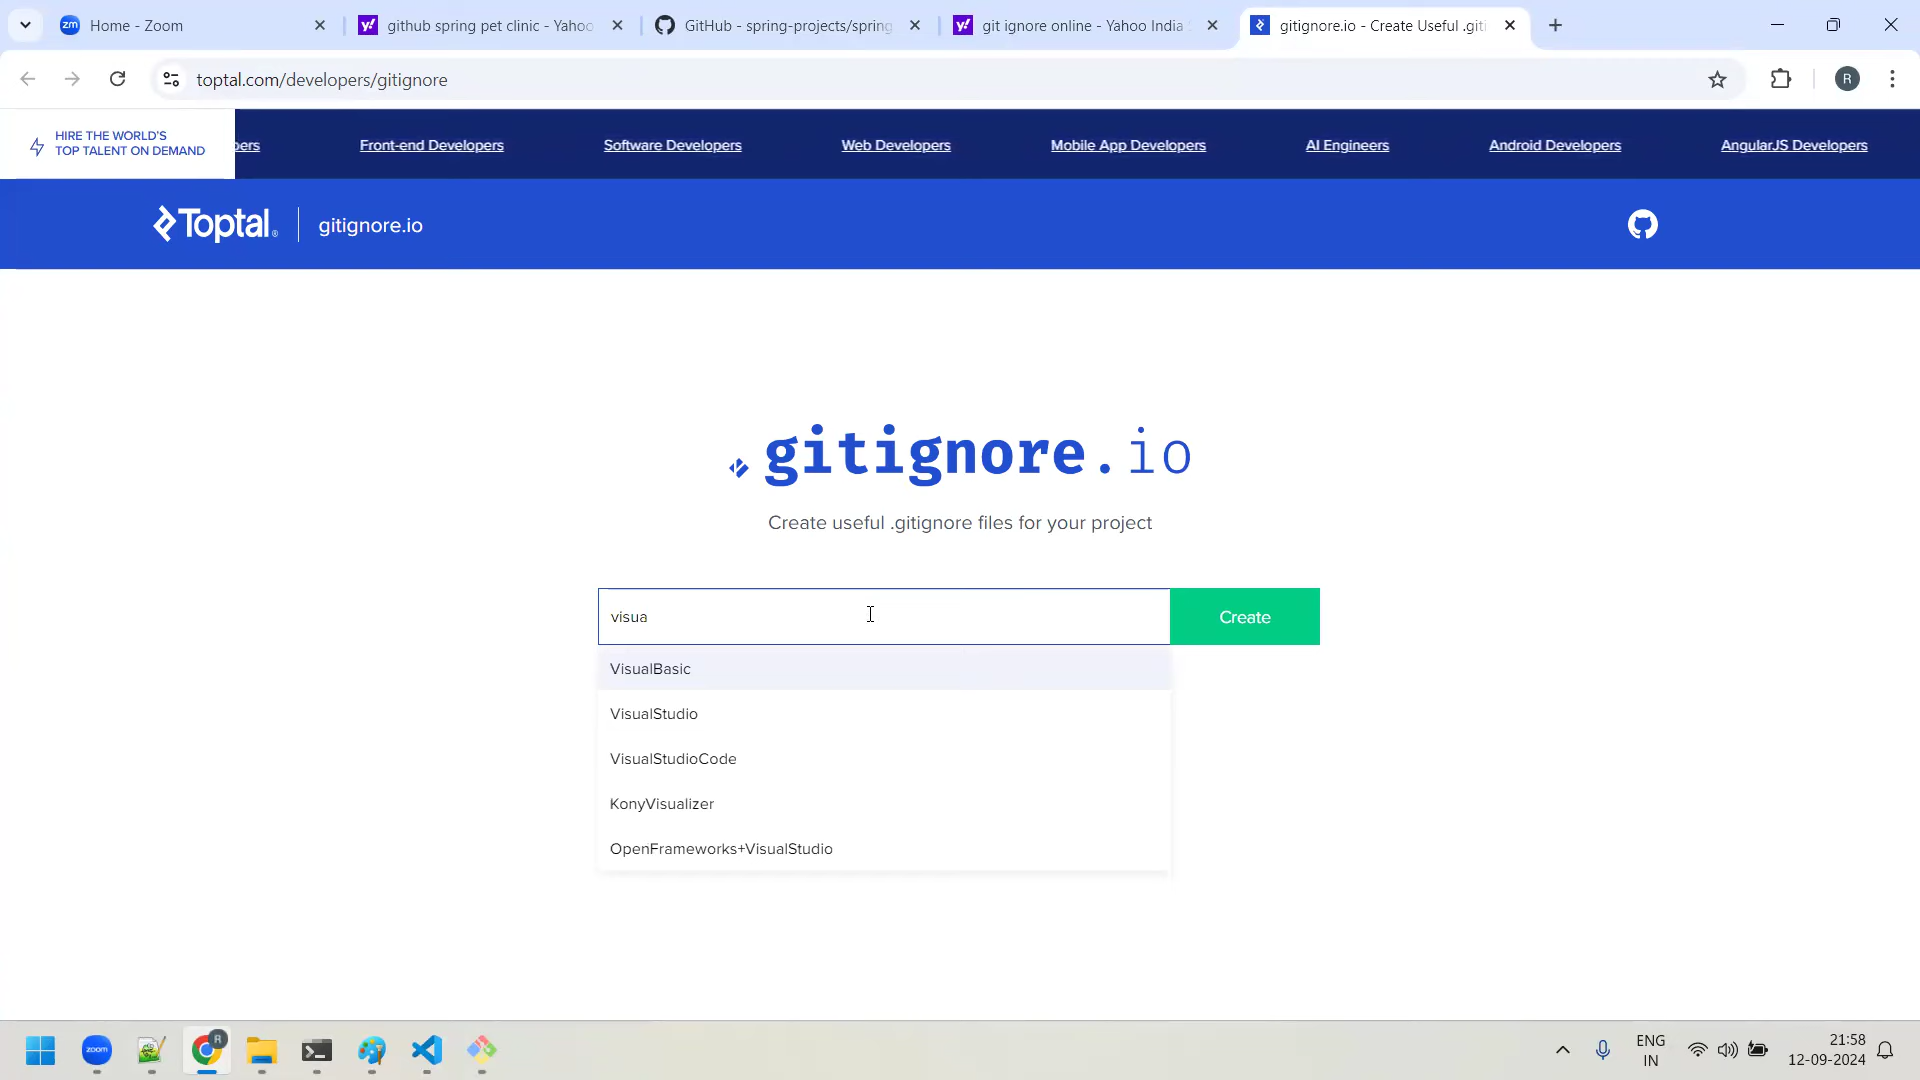 Home - Zoom
github spring pet clinic - Yahoo
GitHub - spring-projects/spring
git ignore online - Yahoo India S
gitignore.io - Create Useful .giti
toptal.com/developers/gitignore
R
HIRE THE WORLD'S
TOP TALENT ON DEMAND
pers
Front-end Developers
Software Developers
Web Developers
Mobile App Developers
AI Engineers
Android Developers
AngularJS Developers
Toptal
gitignore.io
gitignore.io
Create useful .gitignore files for your project
visua
Create
VisualBasic
VisualStudio
VisualStudioCode
KonyVisualizer
OpenFrameworks+VisualStudio
zoom
R
ENG
IN
21:58
12-09-2024